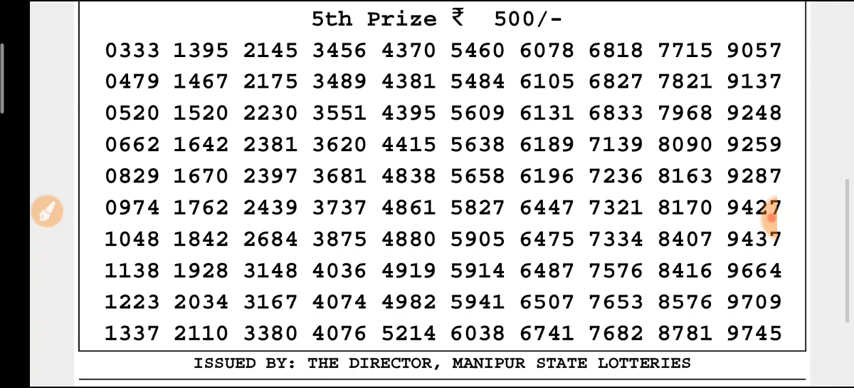 5th Prize ₹ 500/-
0333 1395 2145 3456 4370 5460 6078 6818 7715 9057
0479 1467 2175 3489 4381 5484 6105 6827 7821 9137
0520 1520 2230 3551 4395 5609 6131 6833 7968 9248
0662 1642 2381 3620 4415 5638 6189 7139 8090 9259
0829 1670 2397 3681 4838 5658 6196 7236 8163 9287
0974 1762 2439 3737 4861 5827 6447 7321 8170 9427
1048 1842 2684 3875 4880 5905 6475 7334 8407 9437
1138 1928 3148 4036 4919 5914 6487 7576 8416 9664
1223 2034 3167 4074 4982 5941 6507 7653 8576 9709
1337 2110 3380 4076 5214 6038 6741 7682 8781 9745
ISSUED BY: THE DIRECTOR, MANIPUR STATE LOTTERIES